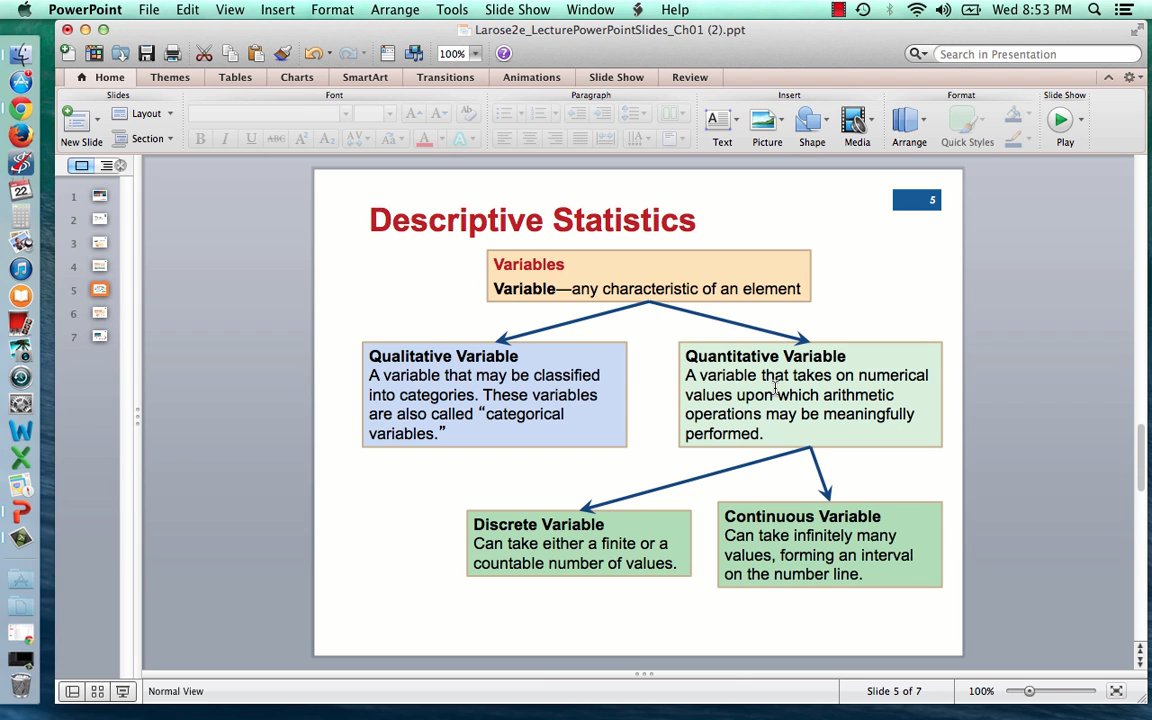 PowerPoint File Edit View Insert Format Arrange Tools Slide Show Window Help Wed 8:53 PM
Larose2e_LecturePowerPointSlides_Ch01 (2).ppt
100% Search in Presentation
Home Themes Tables Charts SmartArt Transitions Animations Slide Show Review
Slides Font Paragraph Insert Format Slide Show
Layout
New Slide Section Text Picture Shape Media Arrange Quick Styles Play
1
2
3
4
5
6
7
22
5
Descriptive Statistics
Variables
Variable—any characteristic of an element
Qualitative Variable
A variable that may be classified
into categories. These variables
are also called “categorical
variables.”
Quantitative Variable
A variable that takes on numerical
values upon which arithmetic
operations may be meaningfully
performed.
Discrete Variable
Can take either a finite or a
countable number of values.
Continuous Variable
Can take infinitely many
values, forming an interval
on the number line.
Normal View Slide 5 of 7 100%